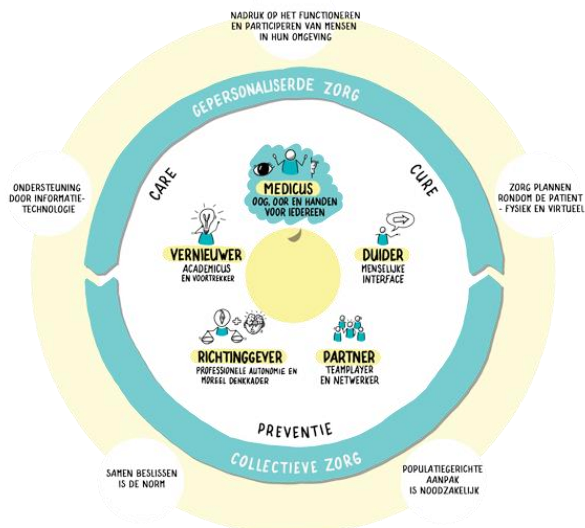 NADRUK OP HET FUNCTIONEREN
EN PARTICIPEREN VAN MENSEN
IN HUN OMGEVING
GEPERSONALISEERDE ZORG
CARE
CURE
MEDICUS
OOG, OOR EN HANDEN
VOOR IEDEREEN
ONDERSTEUNING
DOOR INFORMATIE-
TECHNOLOGIE
ZORG PLANNEN
RONDOM DE PATIENT
- FYSIEK EN VIRTUEEL
VERNIEUWER
ACADEMICUS
EN VOORTREKKER
DUIDER
MENSELIJKE
INTERFACE
RICHTINGGEVER
PROFESSIONELE AUTONOMIE EN
MOREEL DENKKADER
PARTNER
TEAMPLAYER
EN NETWERKER
PREVENTIE
COLLECTIEVE ZORG
SAMEN BESLISSEN
IS DE NORM
POPULATIEGERICHTE
AANPAK
IS NOODZAKELIJK